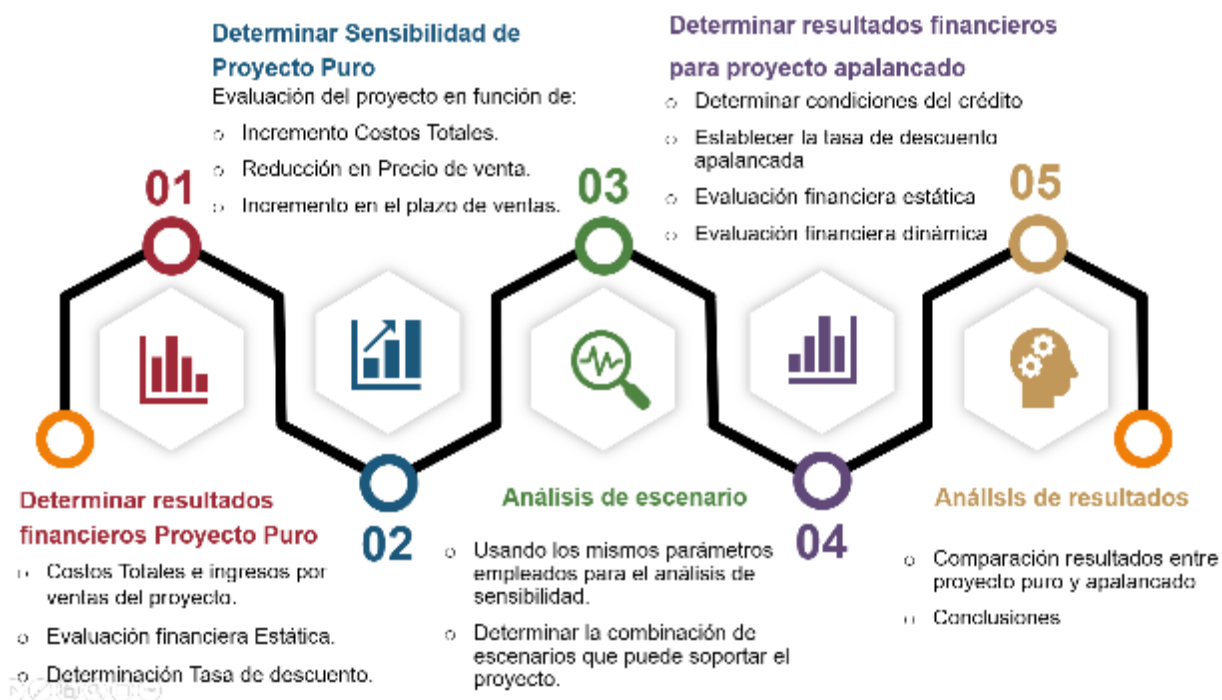 01
Determinar resultados
financieros Proyecto Puro
○ Costos Totales e ingresos por
ventas del proyecto.
○ Evaluación financiera Estática.
○ Determinación Tasa de descuento.
Determinar Sensibilidad de
Proyecto Puro
Evaluación del proyecto en función de:
○ Incremento Costos Totales.
○ Reducción en Precio de venta.
○ Incremento en el plazo de ventas.
02
03
Análisis de escenario
○ Usando los mismos parámetros
empleados para el análisis de
sensibilidad.
○ Determinar la combinación de
escenarios que puede soportar el
proyecto.
Determinar resultados financieros
para proyecto apalancado
○ Determinar condiciones del crédito
○ Establecer la tasa de descuento
apalancada
○ Evaluación financiera estática
○ Evaluación financiera dinámica
04
05
Análisis de resultados
○ Comparación resultados entre
proyecto puro y apalancado
○ Conclusiones